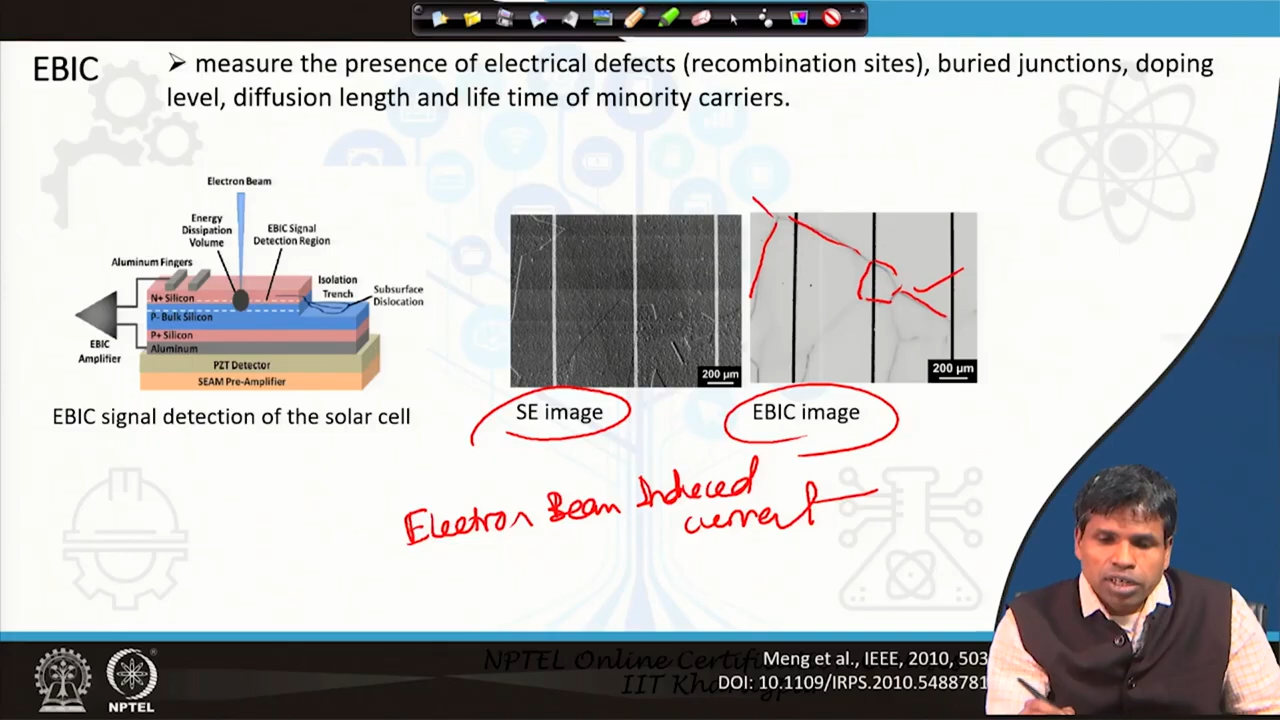 EBIC
➢ measure the presence of electrical defects (recombination sites), buried junctions, doping
level, diffusion length and life time of minority carriers.
Electron Beam
Energy
Dissipation
Volume
EBIC Signal
Detection Region
Aluminum Fingers
Isolation
Trench
Subsurface
Dislocation
N+ Silicon
P- Bulk Silicon
P+ Silicon
Aluminum
EBIC
Amplifier
PZT Detector
SEAM Pre-Amplifier
EBIC signal detection of the solar cell
200 µm
200 µm
SE image
EBIC image
Electron Beam Induced
current
NPTEL
NPTEL Online
IIT
Meng et al., IEEE, 2010, 503
DOI: 10.1109/IRPS.2010.5488781